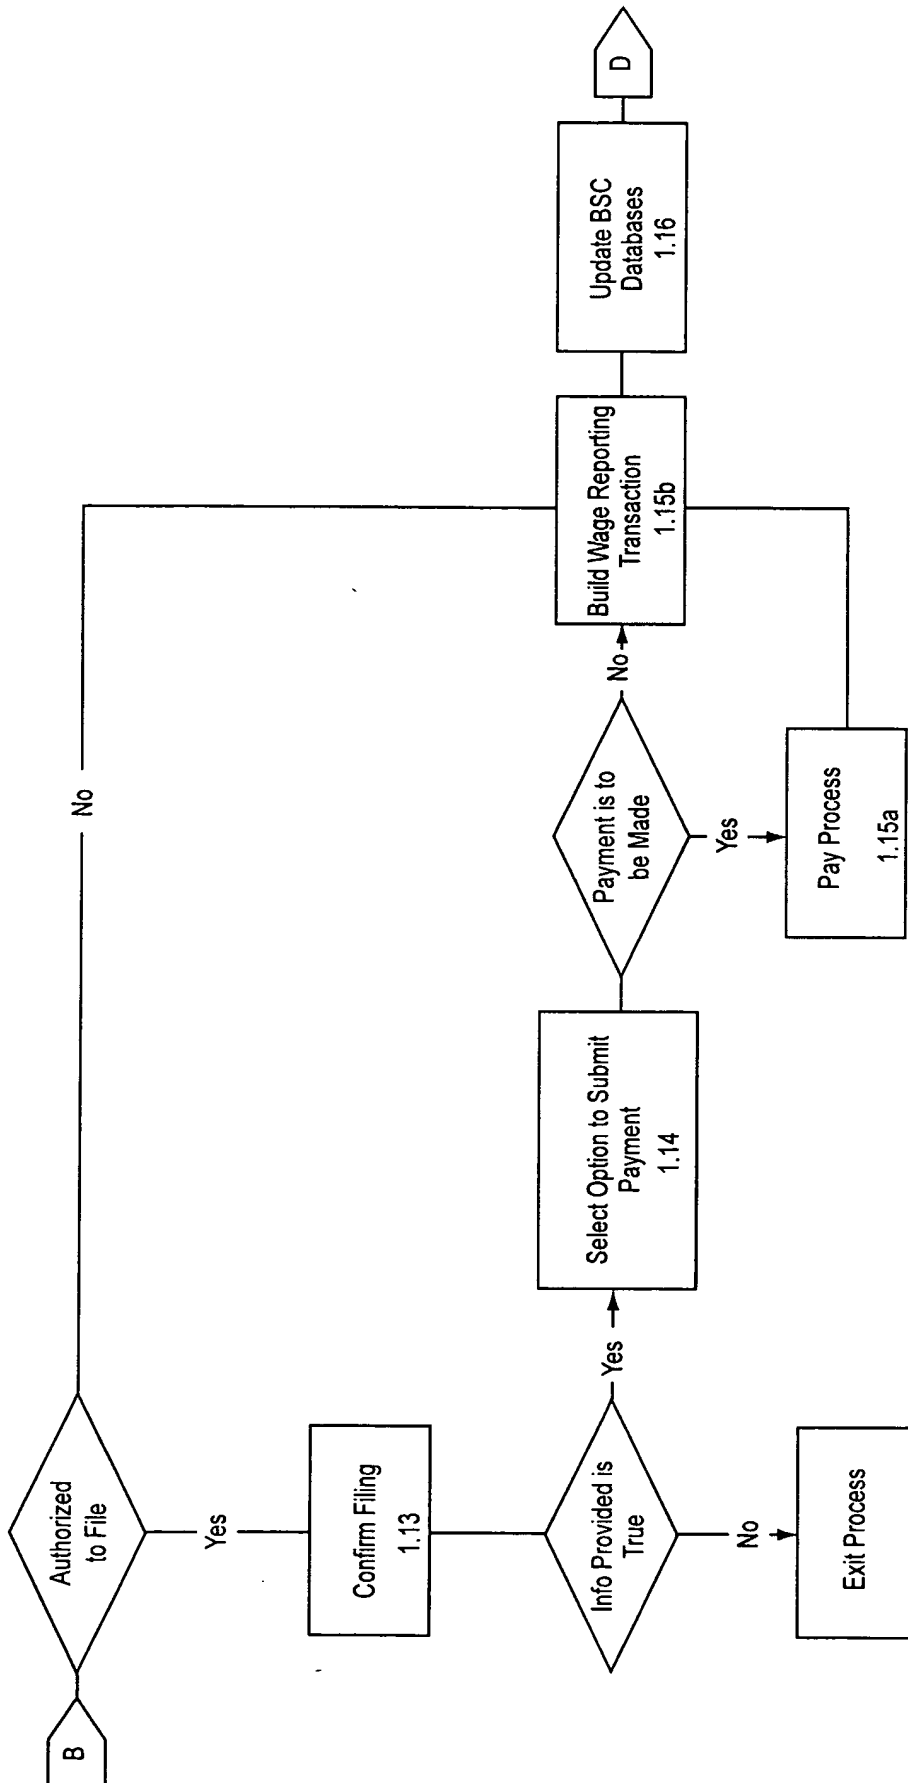 B
Authorized
to File
No
Yes
Confirm Filing
1.13
Info Provided is
True
No
Exit Process
Yes
Select Option to Submit
Payment
1.14
Payment is to
be Made
Yes
Pay Process
1.15a
No
Build Wage Reporting
Transaction
1.15b
Update BSC
Databases
1.16
D